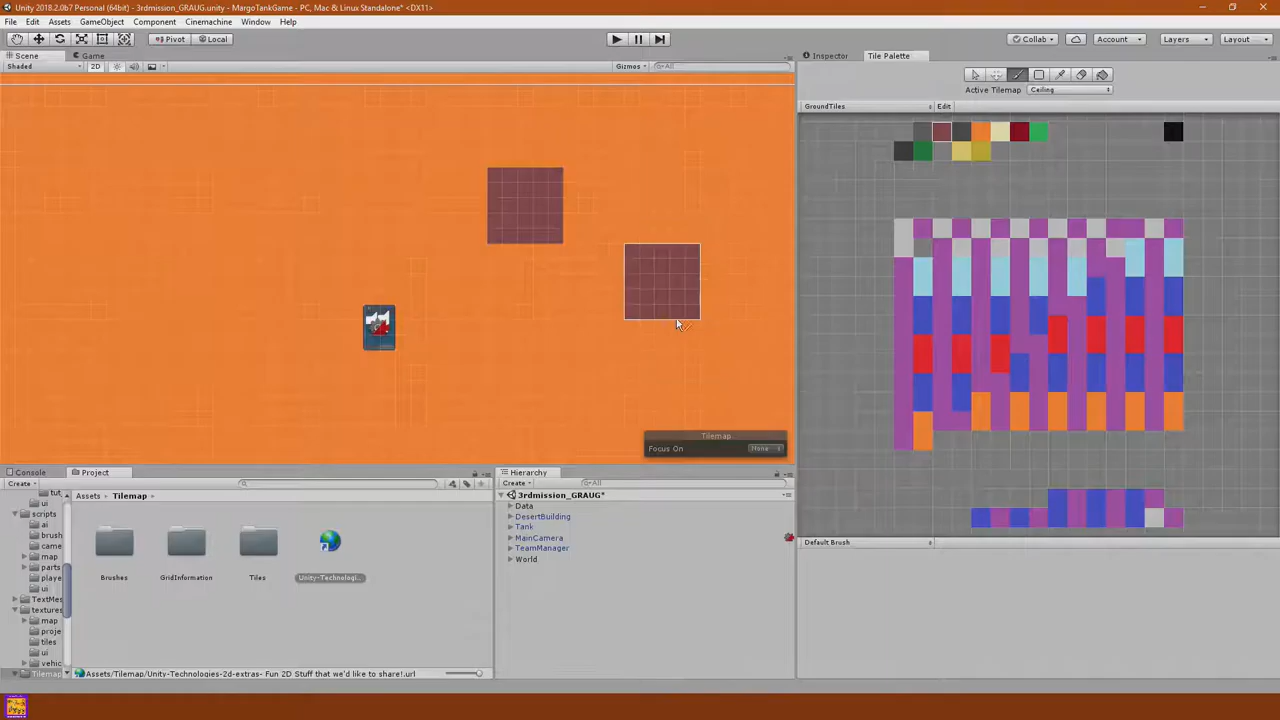 Unity 2018.2.0b7 Personal (64bit) - 3rdmission_GRAUG.unity - MargoTankGame - PC, Mac & Linux Standalone* <DX11>
File Edit Assets GameObject Component Cinemachine Window Help
Pivot Local Collab Account Layers Layout
Scene Game Inspector Tile Palette
Shaded 2D Gizmos All
Active Tilemap Ceiling
GroundTiles Edit
Tilemap
Focus On None
Console Project Hierarchy
Create Create All
Assets Tilemap
3rdmission_GRAUG*
Data
DesertBuilding
Tank
MainCamera
TeamManager
World
Default Brush
tut
ui
scripts
ai
brush
came
map
parts
playe
ui
TextMes
textures
map
proje
tiles
ui
vehic
Tilemap
Brushes GridInformation Tiles Unity-Technologi...
Assets/Tilemap/Unity-Technologies-2d-extras- Fun 2D Stuff that we'd like to share!.url